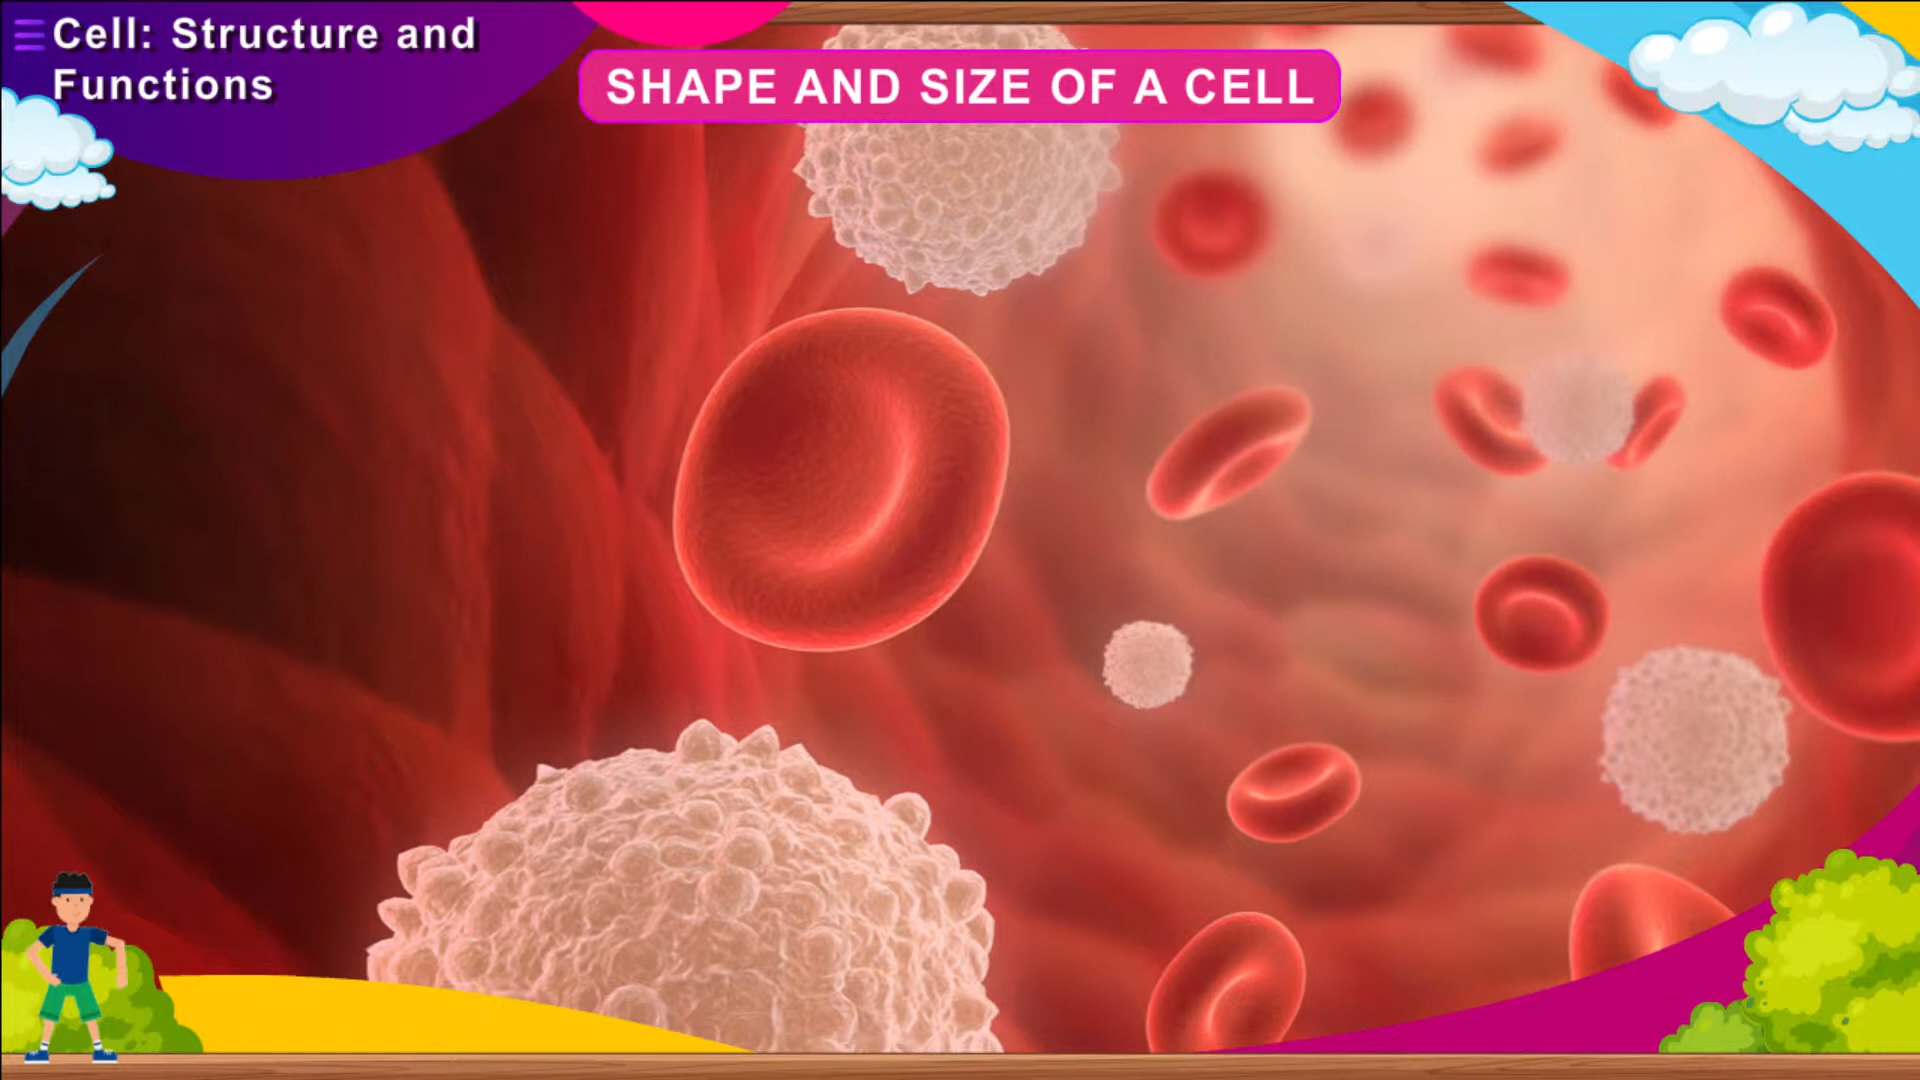 Cell: Structure and
Functions
SHAPE AND SIZE OF A CELL